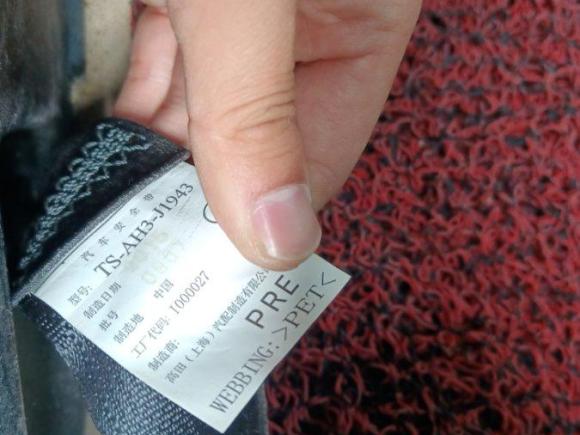 汽车安全带
型号: TS-AH3-J1943
制造日期
批号
制造地 中国
工厂代码: I000027
制造商:
高田（上海）汽配制造有限公
PRE
WEBBING: >PET<